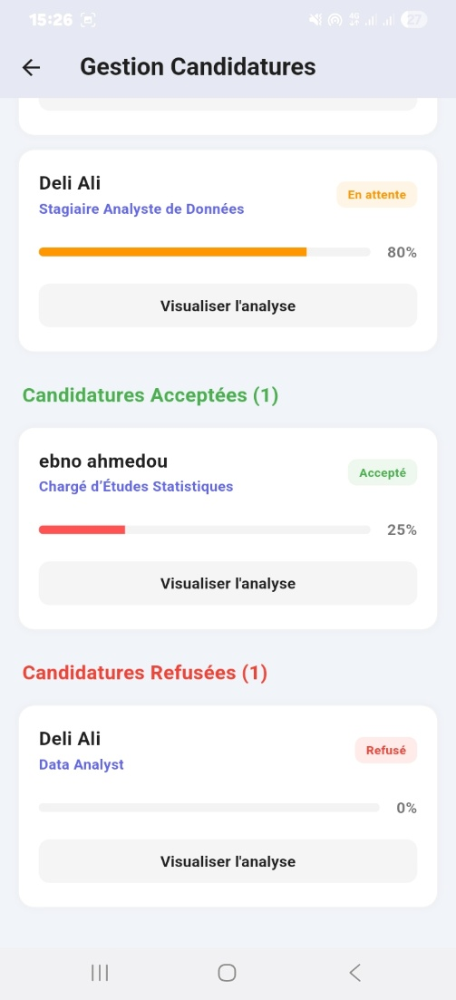 15:26
4G
27
Gestion Candidatures
Deli Ali
En attente
Stagiaire Analyste de Données
80%
Visualiser l'analyse
Candidatures Acceptées (1)
ebno ahmedou
Accepté
Chargé d’Études Statistiques
25%
Visualiser l'analyse
Candidatures Refusées (1)
Deli Ali
Refusé
Data Analyst
0%
Visualiser l'analyse